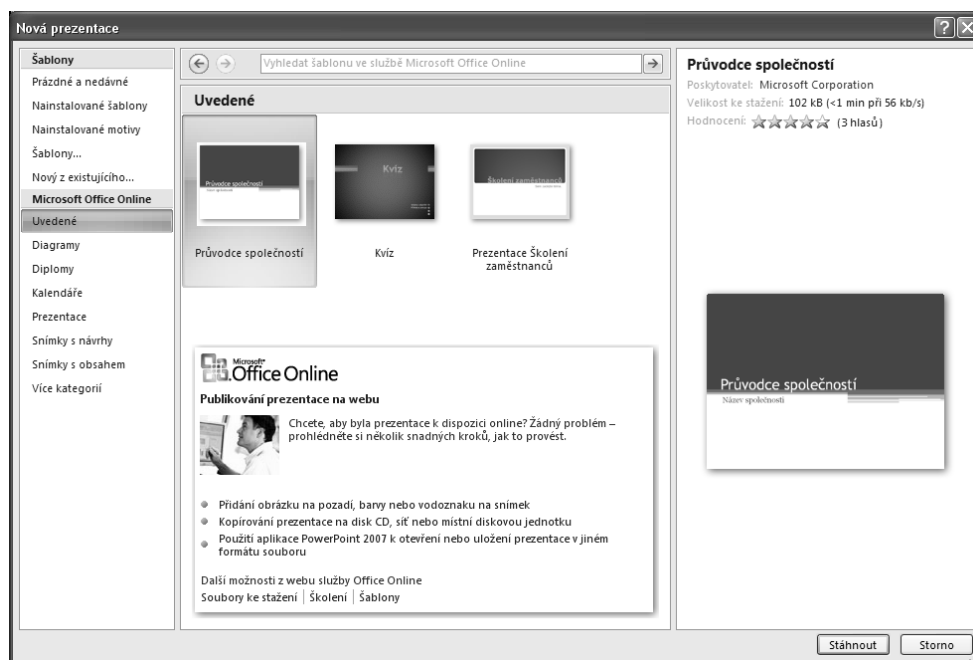 Nová prezentace
Šablony
Prázdné a nedávné
Nainstalované šablony
Nainstalované motivy
Šablony...
Nový z existujícího...
Microsoft Office Online
Uvedené
Diagramy
Diplomy
Kalendáře
Prezentace
Snímky s návrhy
Snímky s obsahem
Více kategorií
Vyhledat šablonu ve službě Microsoft Office Online
Uvedené
Průvodce společností
Kvíz
Školení zaměstnanců
Průvodce společností
Kvíz
Prezentace Školení
zaměstnanců
Microsoft
Office Online
Publikování prezentace na webu
Chcete, aby byla prezentace k dispozici online? Žádný problém –
prohlédněte si několik snadných kroků, jak to provést.
Přidání obrázku na pozadí, barvy nebo vodoznaku na snímek
Kopírování prezentace na disk CD, síť nebo místní diskovou jednotku
Použití aplikace PowerPoint 2007 k otevření nebo uložení prezentace v jiném
formátu souboru
Další možnosti z webu služby Office Online
Soubory ke stažení | Školení | Šablony
Průvodce společností
Poskytovatel: Microsoft Corporation
Velikost ke stažení: 102 kB (<1 min při 56 kb/s)
Hodnocení: (3 hlasů)
Průvodce společností
Název společnosti
Stáhnout
Storno